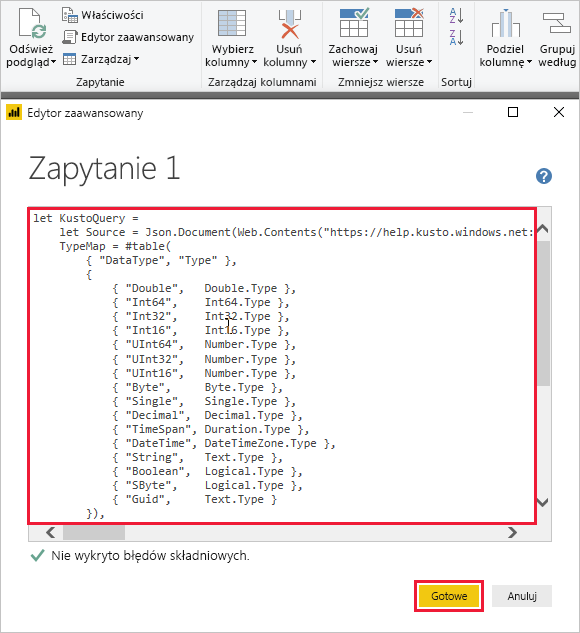 Odśwież podgląd
Właściwości
Edytor zaawansowany
Zarządzaj
Zapytanie
Wybierz kolumny
Usuń kolumny
Zarządzaj kolumnami
Zachowaj wiersze
Usuń wiersze
Zmniejsz wiersze
A
Z
Z
A
Sortuj
Podziel kolumnę
Grupuj według
Edytor zaawansowany
Zapytanie 1
?
let KustoQuery =
let Source = Json.Document(Web.Contents("https://help.kusto.windows.net:
TypeMap = #table(
{ "DataType", "Type" },
{
{ "Double", Double.Type },
{ "Int64", Int64.Type },
{ "Int32", Int32.Type },
{ "Int16", Int16.Type },
{ "UInt64", Number.Type },
{ "UInt32", Number.Type },
{ "UInt16", Number.Type },
{ "Byte", Byte.Type },
{ "Single", Single.Type },
{ "Decimal", Decimal.Type },
{ "TimeSpan", Duration.Type },
{ "DateTime", DateTimeZone.Type },
{ "String", Text.Type },
{ "Boolean", Logical.Type },
{ "SByte", Logical.Type },
{ "Guid", Text.Type }
}),
Nie wykryto błędów składniowych.
Gotowe
Anuluj